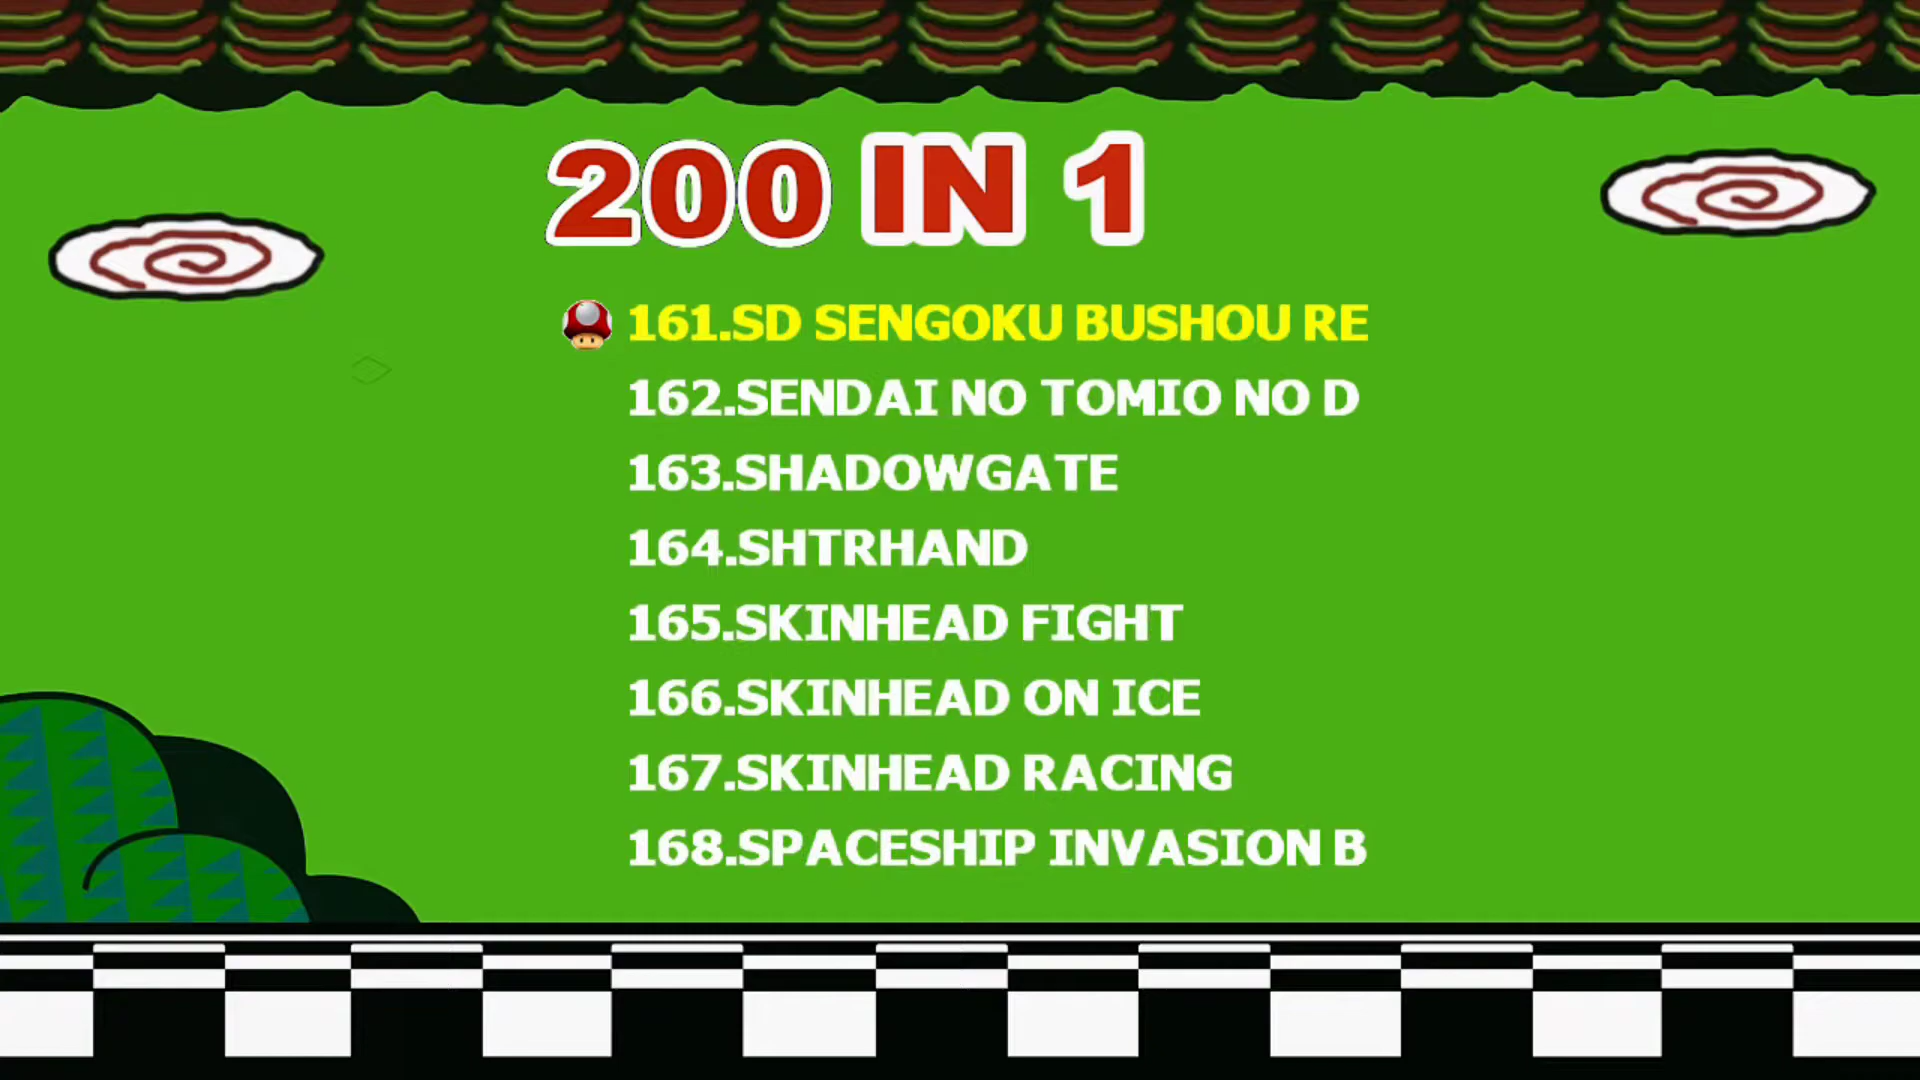 200 IN 1
161.SD SENGOKU BUSHOU RE
162.SENDAI NO TOMIO NO D
163.SHADOWGATE
164.SHTRHAND
165.SKINHEAD FIGHT
166.SKINHEAD ON ICE
167.SKINHEAD RACING
168.SPACESHIP INVASION B